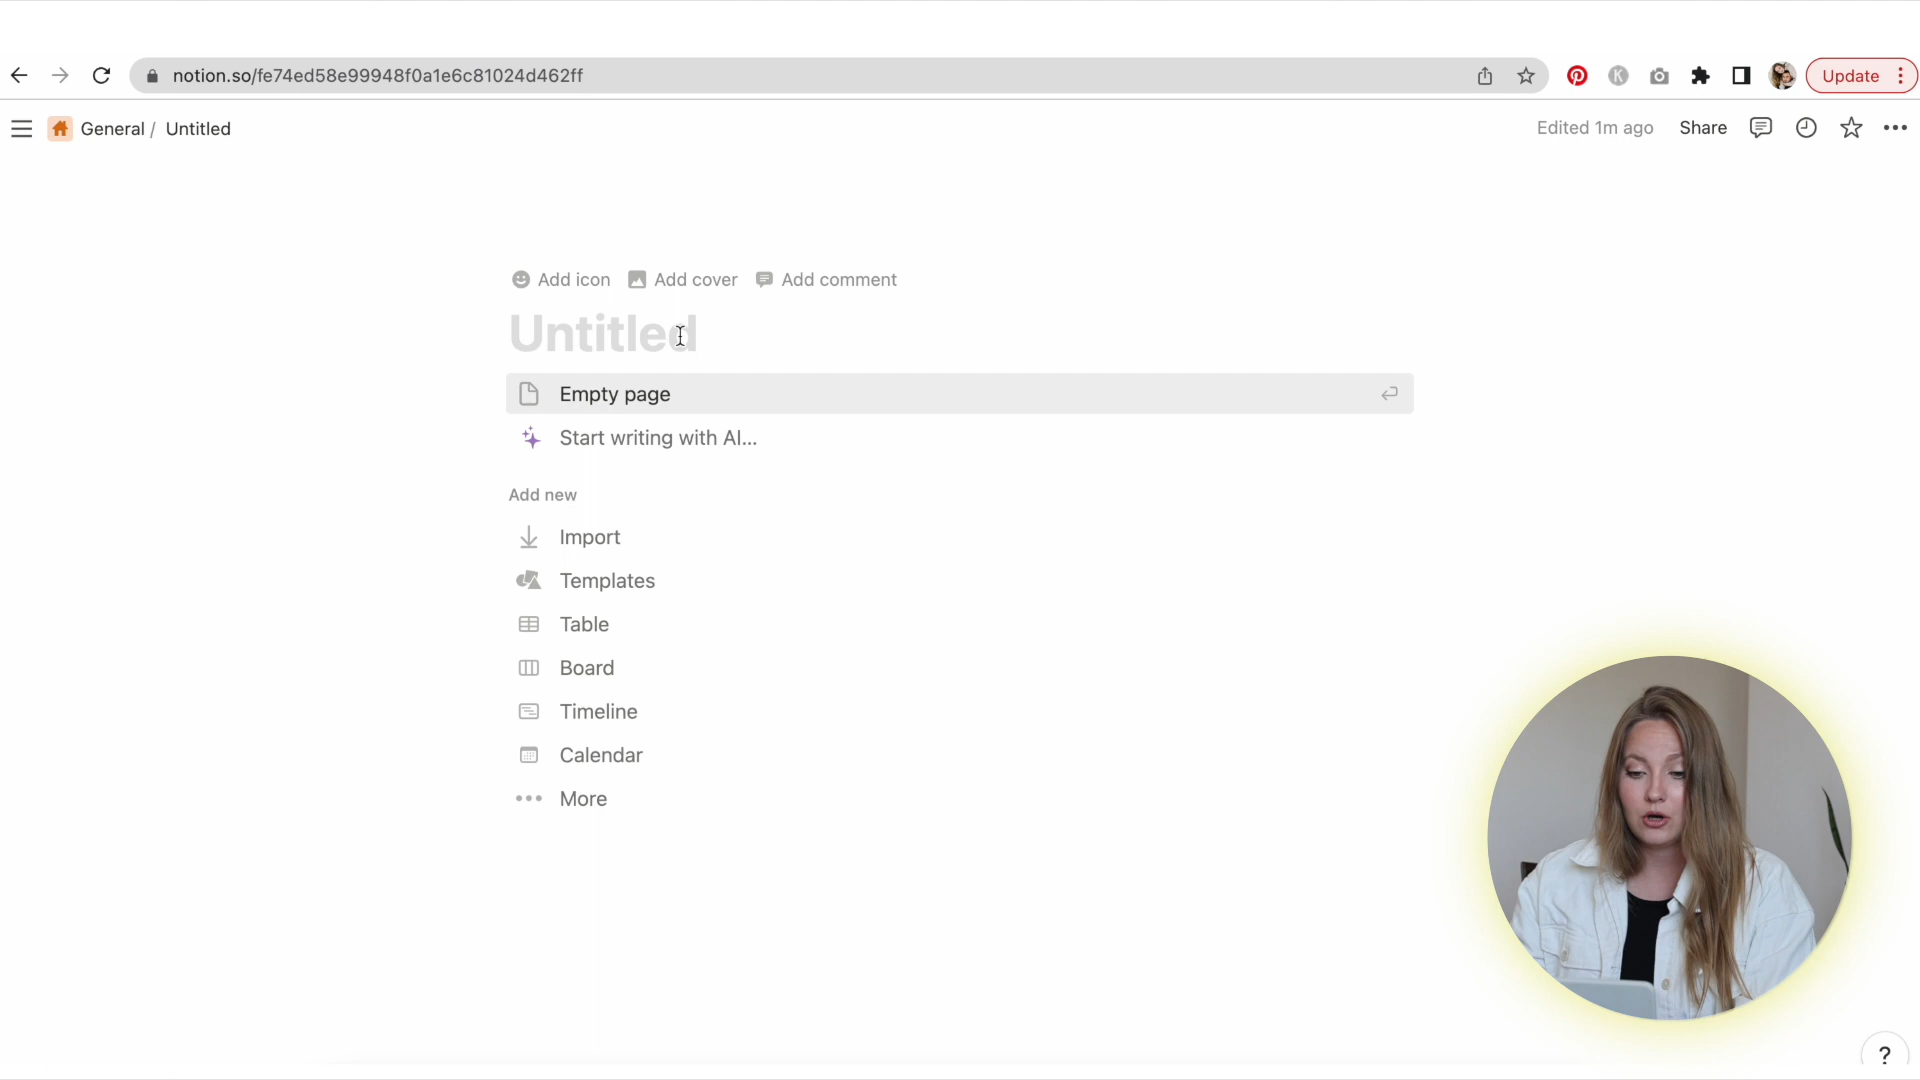 notion.so/fe74ed58e99948f0a1e6c81024d462ff
K
Update
General / Untitled
Edited 1m ago
Share
Add icon
Add cover
Add comment
Untitled
Empty page
Start writing with AI...
Add new
Import
Templates
Table
Board
Timeline
Calendar
More
?